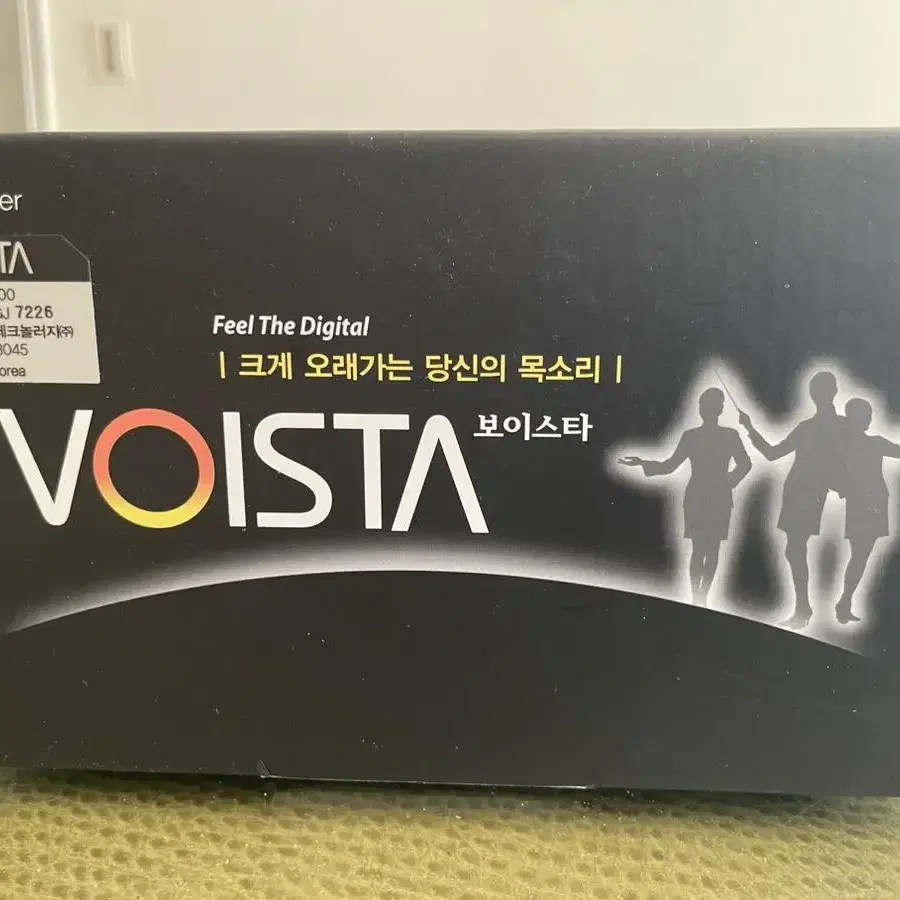 er
TA
00
J 7226
테크놀러지㈜
3045
orea
Feel The Digital
| 크게 오래가는 당신의 목소리 |
VOISTA 보이스타